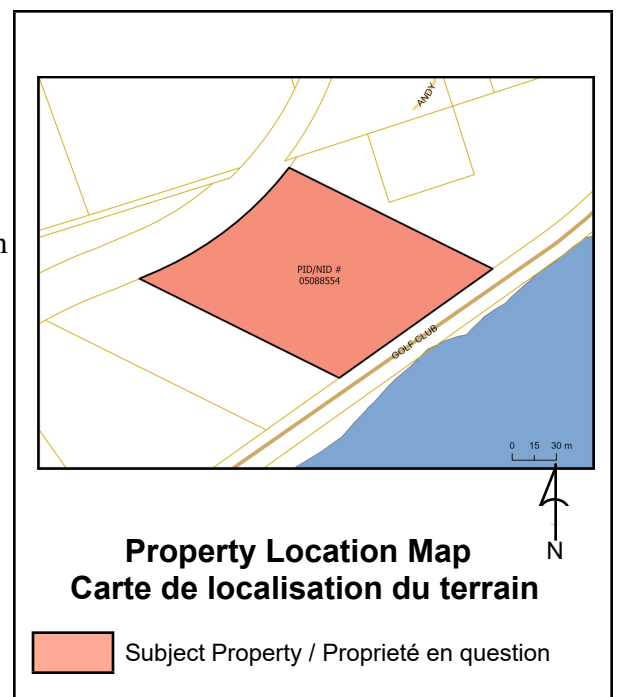 ANDY
n
PID/NID #
05088554
GOLF CLUB
0 15 30 m
N
Property Location Map
Carte de localisation du terrain
Subject Property / Proprieté en question